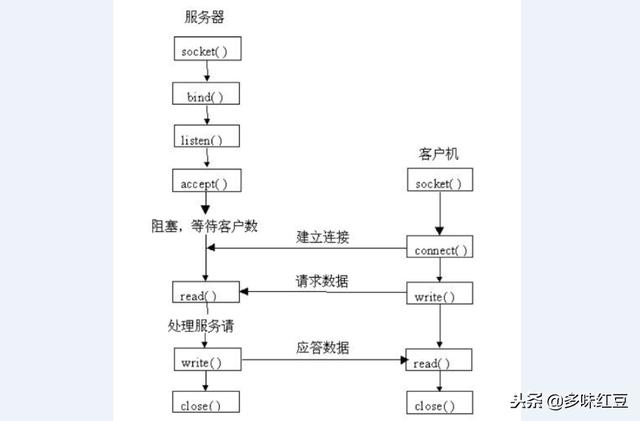 服务器
socket( )
bind( )
listen( )
accept( )
阻塞，等待客户数
read( )
处理服务请
write( )
close( )
客户机
socket( )
connect( )
write( )
read( )
close( )
建立连接
请求数据
应答数据
头条 @多味红豆